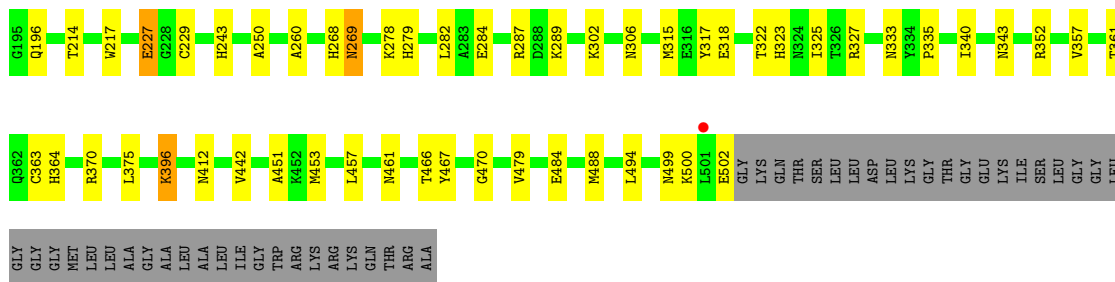 G195 Q196 T214 W217 E227 G228 C229 H243 A250 A260 H268 N269 K278 H279 L282 A283 E284 R287 D288 K289 K302 N306 M315 E316 Y317 E318 T322 H323 N324 I325 T326 R327 N333 Y334 P335 I340 N343 R352 V357 T361
Q362 C363 H364 R370 L375 K396 N412 V442 A451 K452 M453 L457 N461 T466 Y467 G470 V479 E484 M488 L494 N499 K500 L501 E502 GLY LYS GLN THR SER LEU LEU ASP LEU LYS GLY THR GLY GLU LYS ILE SER LEU GLY GLY LEU
GLY GLY GLY MET LEU LEU ALA GLY ALA LEU ALA LEU ILE GLY TRP ARG LYS ARG LYS GLN THR ARG ALA